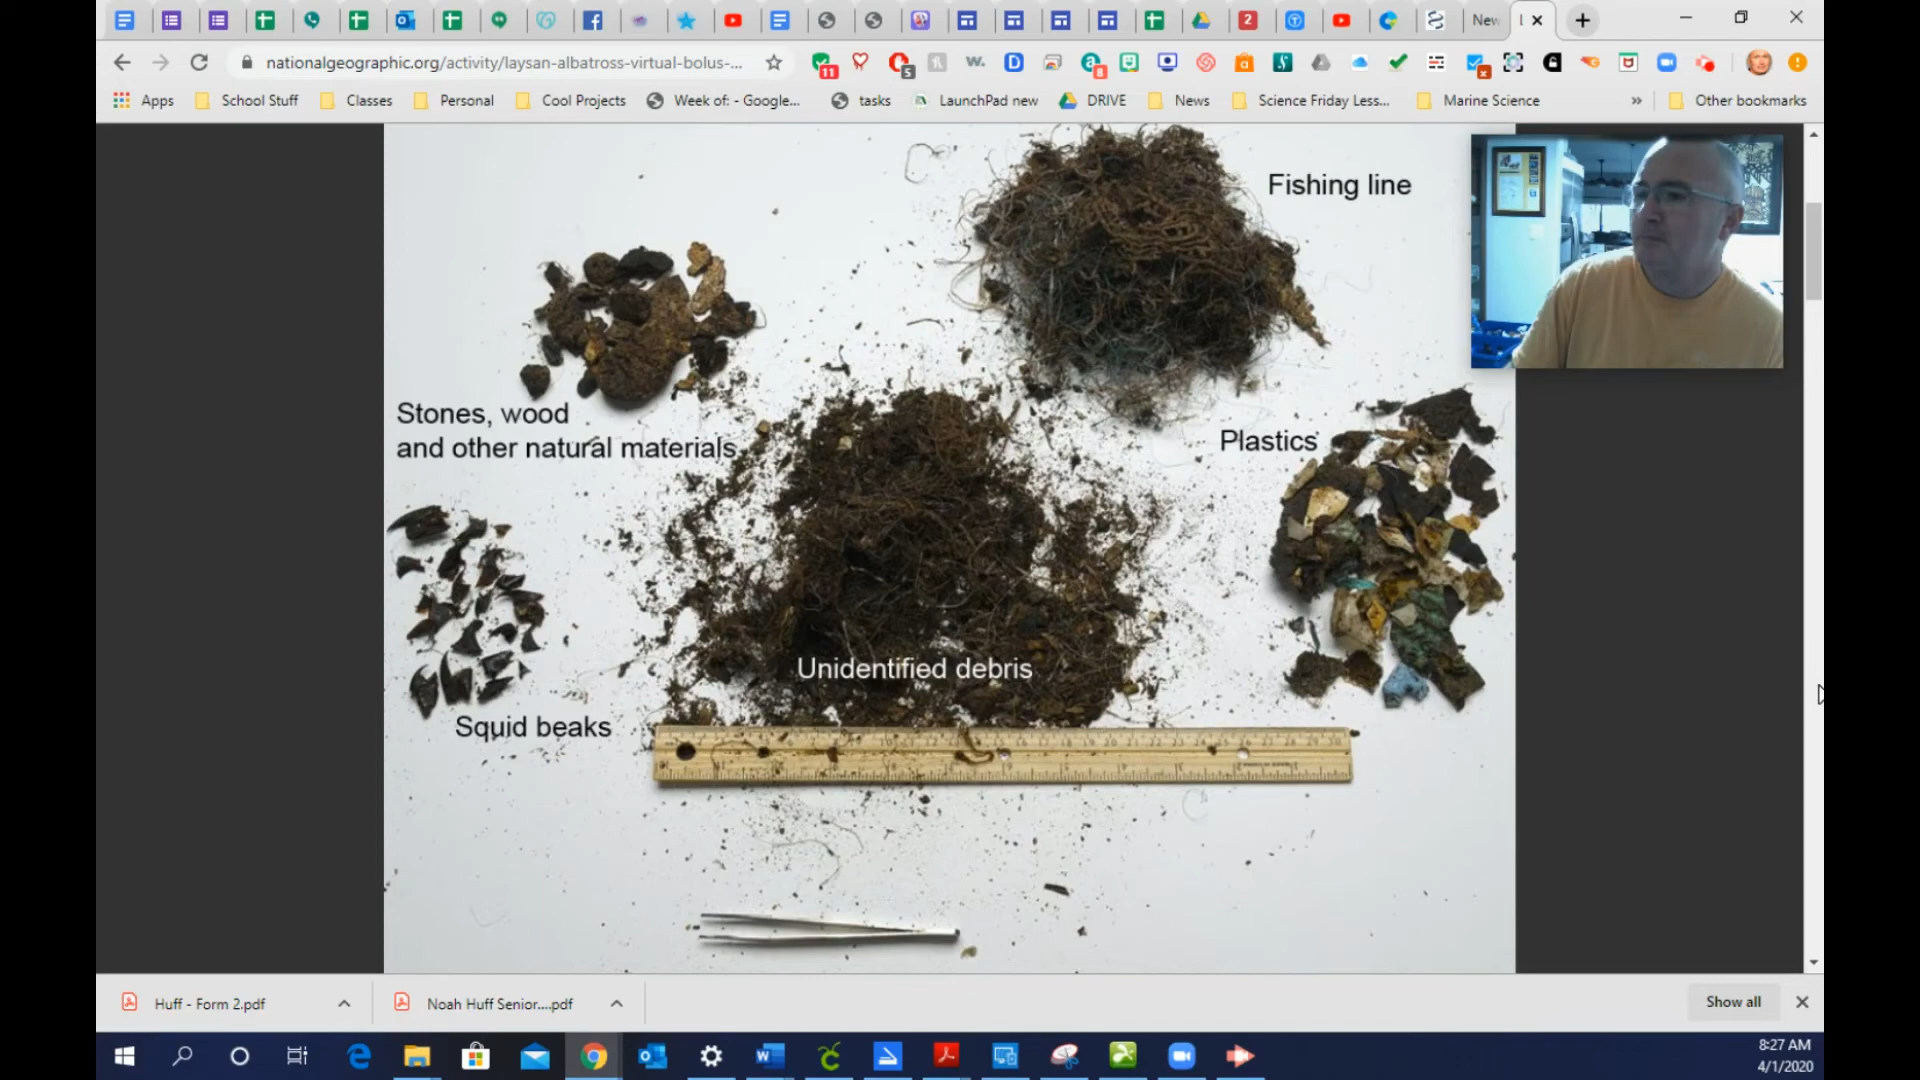 New
L
nationalgeographic.org/activity/laysan-albatross-virtual-bolus-...
11
5
w.
D
8
Apps
School Stuff
Classes
Personal
Cool Projects
Week of: - Google...
tasks
LaunchPad new
DRIVE
News
Science Friday Less...
Marine Science
»
Other bookmarks
Fishing line
Stones, wood
and other natural materials
Plastics
Unidentified debris
Squid beaks
Huff - Form 2.pdf
Noah Huff Senior....pdf
Show all
8:27 AM
4/1/2020